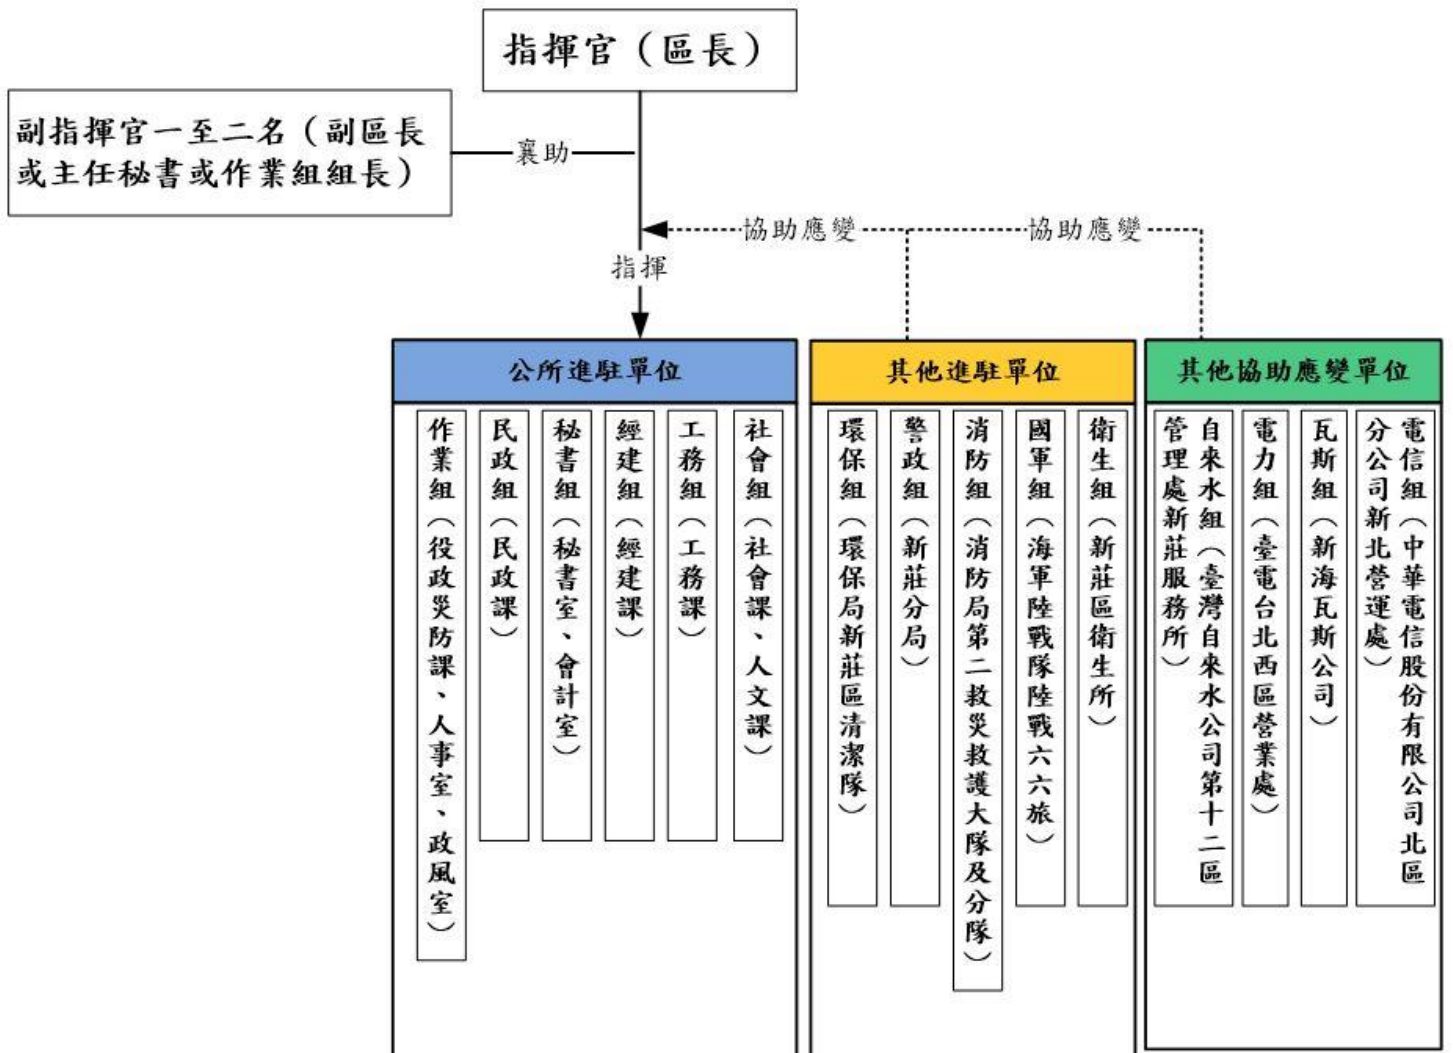 指揮官（區長）
副指揮官一至二名（副區長
或主任秘書或作業組組長）
襄助
協助應變
協助應變
指揮
公所進駐單位
作業組（役政災防課、人事室、政風室）
民政組（民政課）
秘書組（秘書室、會計室）
經建組（經建課）
工務組（工務課）
社會組（社會課、人文課）
其他進駐單位
環保組（環保局新莊區清潔隊）
警政組（新莊分局）
消防組（消防局第二救災救護大隊及分隊）
國軍組（海軍陸戰隊陸戰六六旅）
衛生組（新莊區衛生所）
其他協助應變單位
自來水組（臺灣自來水公司第十二區
管理處新莊服務所）
電力組（臺電台北西區營業處）
瓦斯組（新海瓦斯公司）
電信組（中華電信股份有限公司北區
分公司新北營運處）